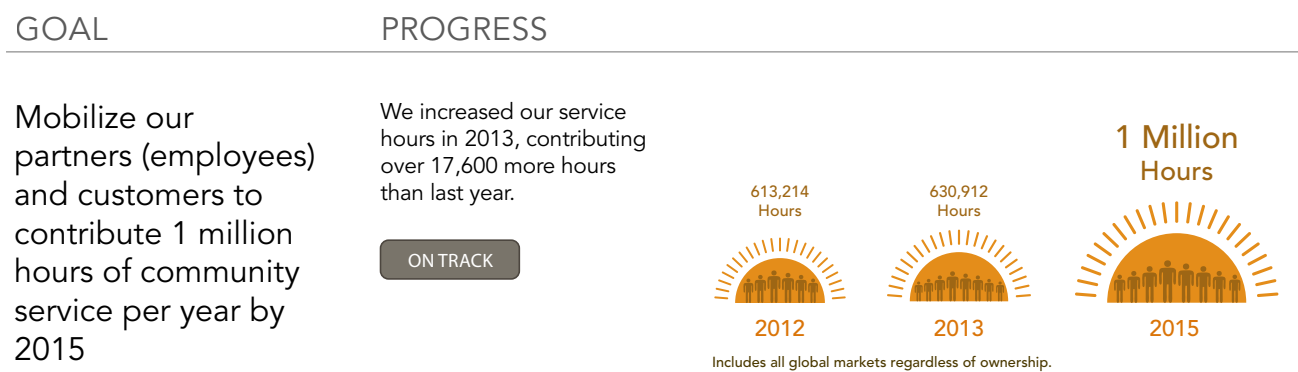 GOAL
PROGRESS
Mobilize our
partners (employees)
and customers to
contribute 1 million
hours of community
service per year by
2015
We increased our service
hours in 2013, contributing
over 17,600 more hours
than last year.
ON TRACK
613,214
Hours
2012
630,912
Hours
2013
1 Million
Hours
2015
Includes all global markets regardless of ownership.